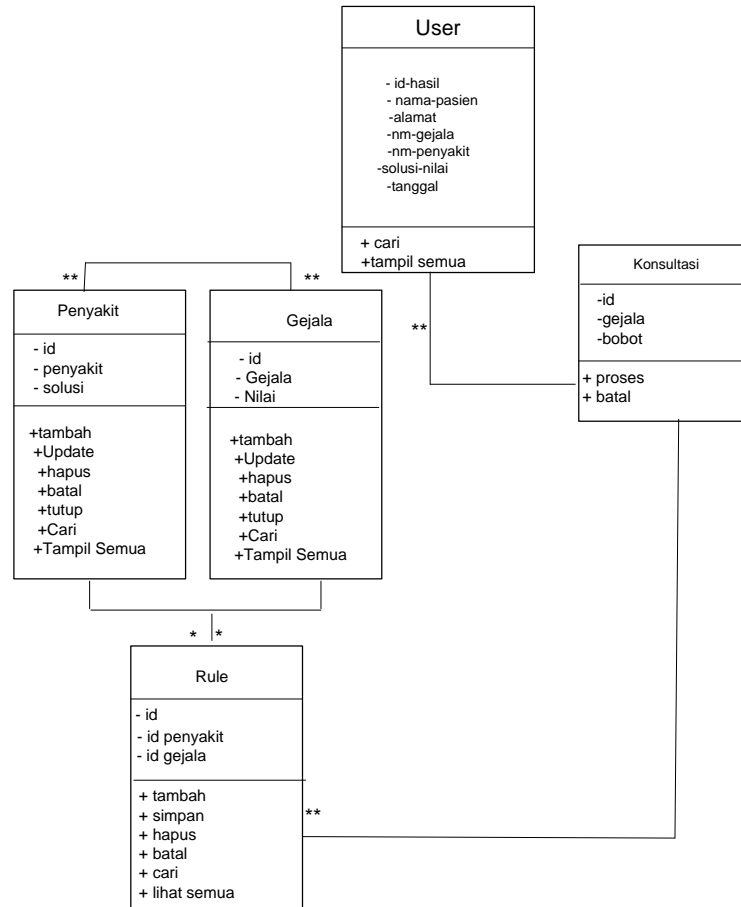 User
- id-hasil
- nama-pasien
-alamat
-nm-gejala
-nm-penyakit
-solusi-nilai
-tanggal
+ cari
+tampil semua
**
Konsultasi
-id
-gejala
-bobot
+ proses
+ batal
**
**
Penyakit
- id
- penyakit
- solusi
+tambah
+Update
+hapus
+batal
+tutup
+Cari
+Tampil Semua
Gejala
- id
- Gejala
- Nilai
+tambah
+Update
+hapus
+batal
+tutup
+Cari
+Tampil Semua
* *
Rule
- id
- id penyakit
- id gejala
+ tambah
+ simpan
+ hapus
+ batal
+ cari
+ lihat semua
**